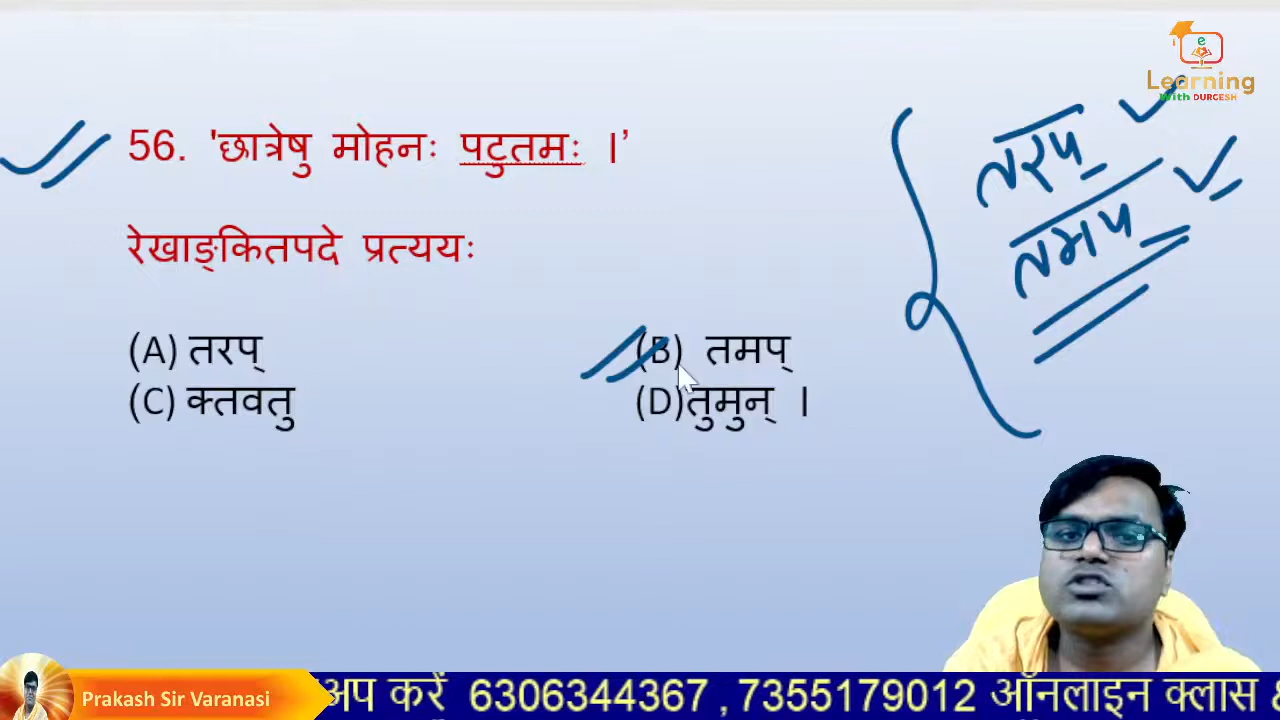 e
Learning
With DURGESH
56. 'छात्रेषु मोहनः पटुतमः ।’
तरप
तमप
रेखाङ्कितपदे प्रत्ययः
(A) तरप् (B) तमप्
(C) क्तवतु (D)तुमुन् ।
Prakash Sir Varanasi
अप करें 6306344367 , 7355179012 ऑनलाइन क्लास